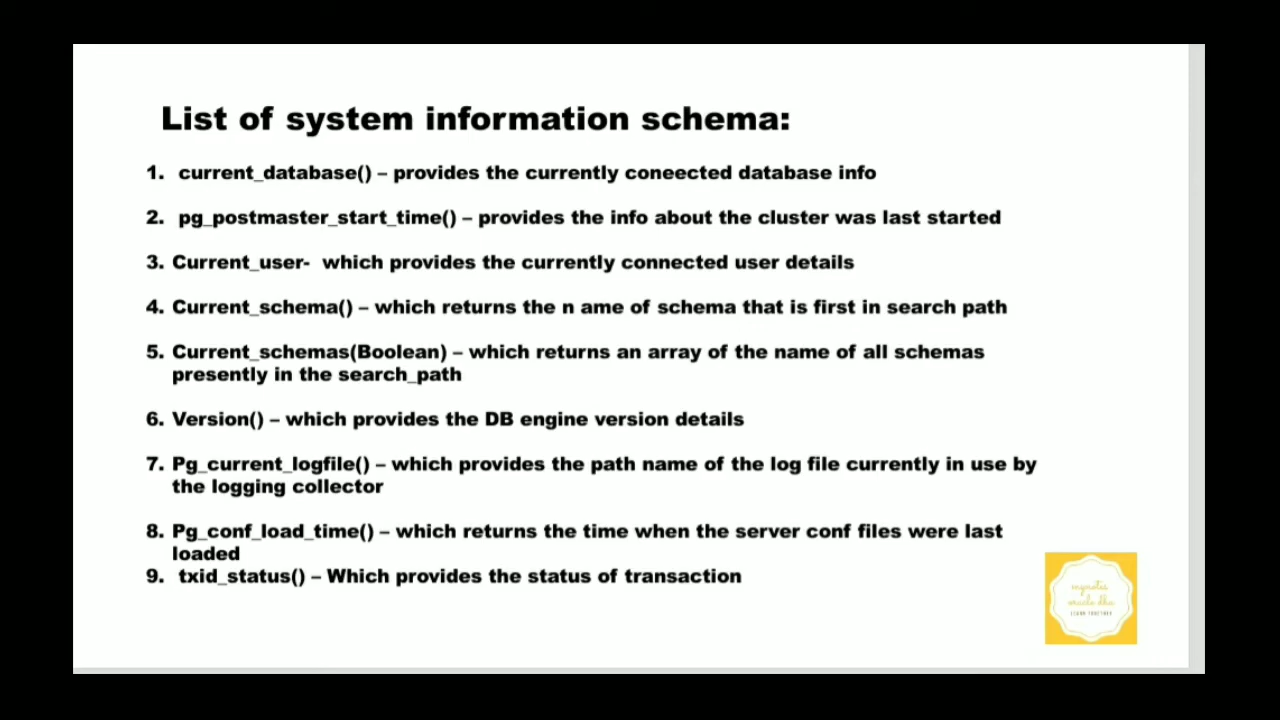 List of system information schema:
1. current_database() – provides the currently coneected database info
2. pg_postmaster_start_time() – provides the info about the cluster was last started
3. Current_user- which provides the currently connected user details
4. Current_schema() – which returns the n ame of schema that is first in search path
5. Current_schemas(Boolean) – which returns an array of the name of all schemas
presently in the search_path
6. Version() – which provides the DB engine version details
7. Pg_current_logfile() – which provides the path name of the log file currently in use by
the logging collector
8. Pg_conf_load_time() – which returns the time when the server conf files were last
loaded
9. txid_status() – Which provides the status of transaction
oracle dba
LEARN TOGETHER